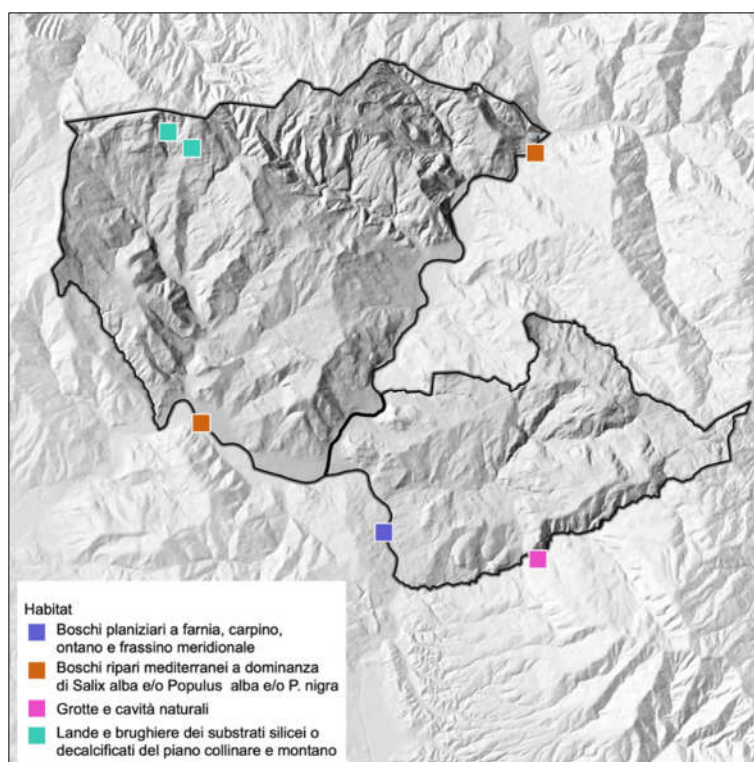 Habitat
Boschi planiziari a farnia, carpino,
ontano e frassino meridionale
Boschi ripari mediterranei a dominanza
di Salix alba e/o Populus alba e/o P. nigra
Grotte e cavità naturali
Lande e brughiere dei substrati silicei o
decalcificati del piano collinare e montano